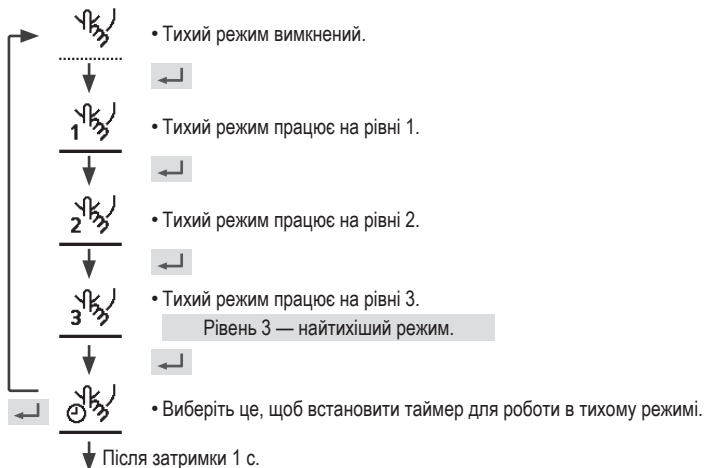 • Тихий режим вимкнений.
1
• Тихий режим працює на рівні 1.
2
• Тихий режим працює на рівні 2.
3
• Тихий режим працює на рівні 3.
Рівень 3 — найтихіший режим.
• Виберіть це, щоб встановити таймер для роботи в тихому режимі.
Після затримки 1 с.